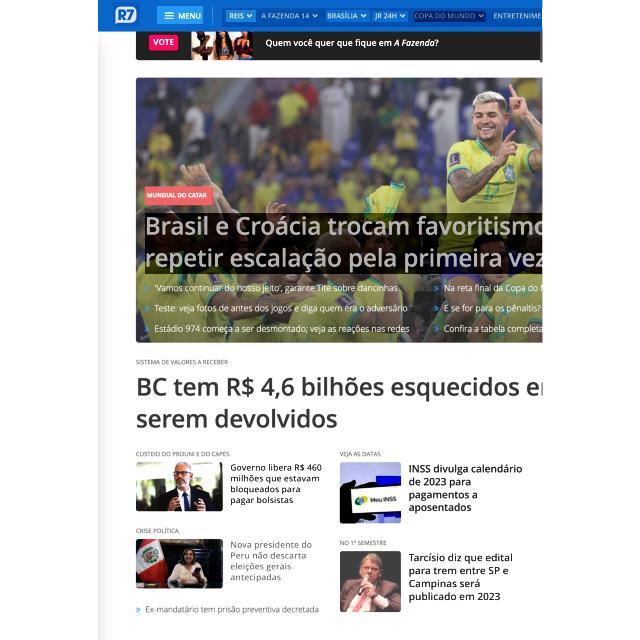 R7 MENU REIS A FAZENDA 14 BRASÍLIA JR 24H COPA DO MUNDO ENTRETENIME
VOTE Quem você quer que fique em A Fazenda?
MUNDIAL DO CATAR
Brasil e Croácia trocam favoritismo
repetir escalação pela primeira vez
» 'Vamos continuar do nosso jeito', garante Tite sobre dancinhas
» Teste: veja fotos de antes dos jogos e diga quem era o adversário
» Estádio 974 começa a ser desmontado; veja as reações nas redes
» Na reta final da Copa do
» E se for para os pênaltis?
» Confira a tabela completa
SISTEMA DE VALORES A RECEBER
BC tem R$ 4,6 bilhões esquecidos
serem devolvidos
CUSTEIO DO PROUNI E DO CAPES
Governo libera R$ 460
milhões que estavam
bloqueados para
pagar bolsistas
VEJA AS DATAS
Meu INSS
INSS divulga calendário
de 2023 para
pagamentos a
aposentados
CRISE POLÍTICA
Nova presidente do
Peru não descarta
eleições gerais
antecipadas
» Ex-mandatário tem prisão preventiva decretada
NO 1º SEMESTRE
Tarcísio diz que edital
para trem entre SP e
Campinas será
publicado em 2023